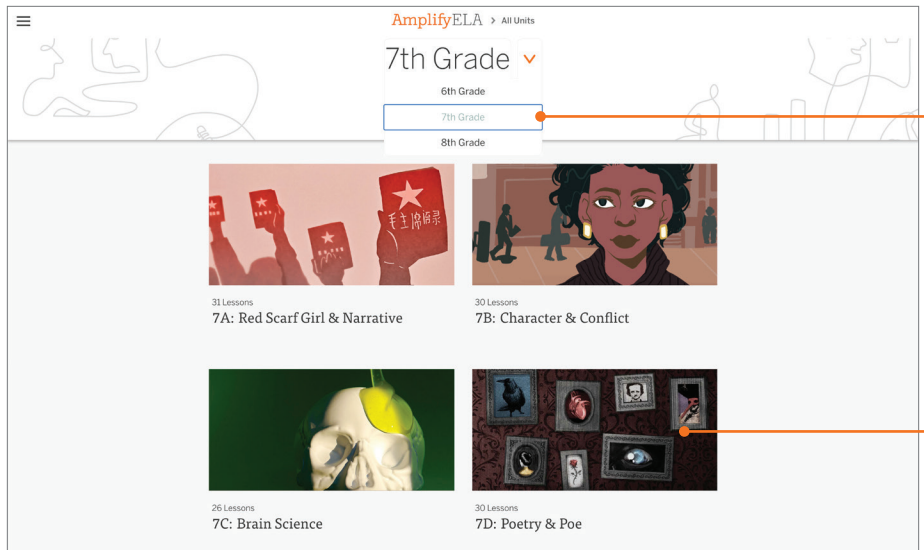 AmplifyELA > All Units
7th Grade
6th Grade
7th Grade
8th Grade
毛主席语录
31 Lessons
7A: Red Scarf Girl & Narrative
30 Lessons
7B: Character & Conflict
26 Lessons
7C: Brain Science
30 Lessons
7D: Poetry & Poe